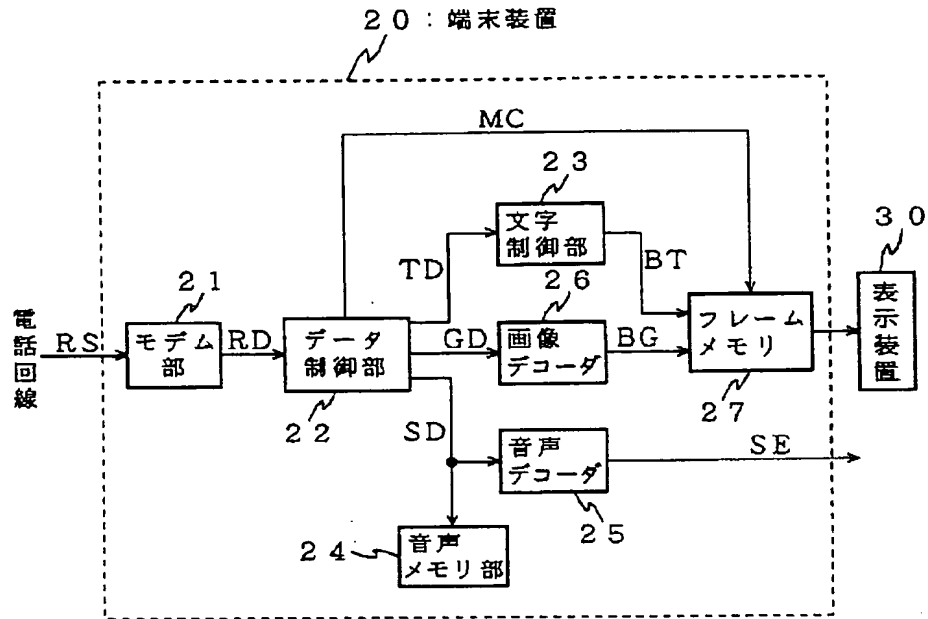 ２０：端末装置
MC
２３
文字
制御部
３０
TD
BT
２１
２６
表示装置
電話回線
RS
モデム
部
RD
データ
制御部
GD
画像
デコーダ
BG
フレーム
メモリ
２２
２７
SD
音声
デコーダ
SE
２５
２４
音声
メモリ部